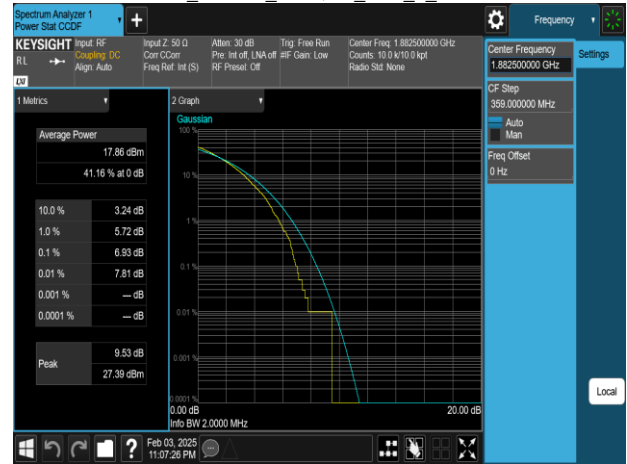 Spectrum Analyzer 1
Power Stat CCDF
Frequency
KEYSIGHT
RL
LXI
Input: RF
Coupling: DC
Align: Auto
Input Z: 50 Ω
Corr CCorr
Freq Ref: Int (S)
Atten: 30 dB
Pre: Int off, LNA off
RF Presel: Off
Trig: Free Run
#IF Gain: Low
Center Freq: 1.882500000 GHz
Counts: 10.0 k/10.0 kpt
Radio Std: None
Center Frequency
1.882500000 GHz
Settings
CF Step
359.000000 MHz
Auto
Man
Freq Offset
0 Hz
1 Metrics
Average Power
17.86 dBm
41.16 % at 0 dB
10.0 % 3.24 dB
1.0 % 5.72 dB
0.1 % 6.93 dB
0.01 % 7.81 dB
0.001 % --- dB
0.0001 % --- dB
Peak
9.53 dB
27.39 dBm
2 Graph
Gaussian
100 %
10 %
1 %
0.1 %
0.01 %
0.001 %
0.0001 %
0.00 dB 20.00 dB
Info BW 2.0000 MHz
Local
?
Feb 03, 2025
11:07:26 PM